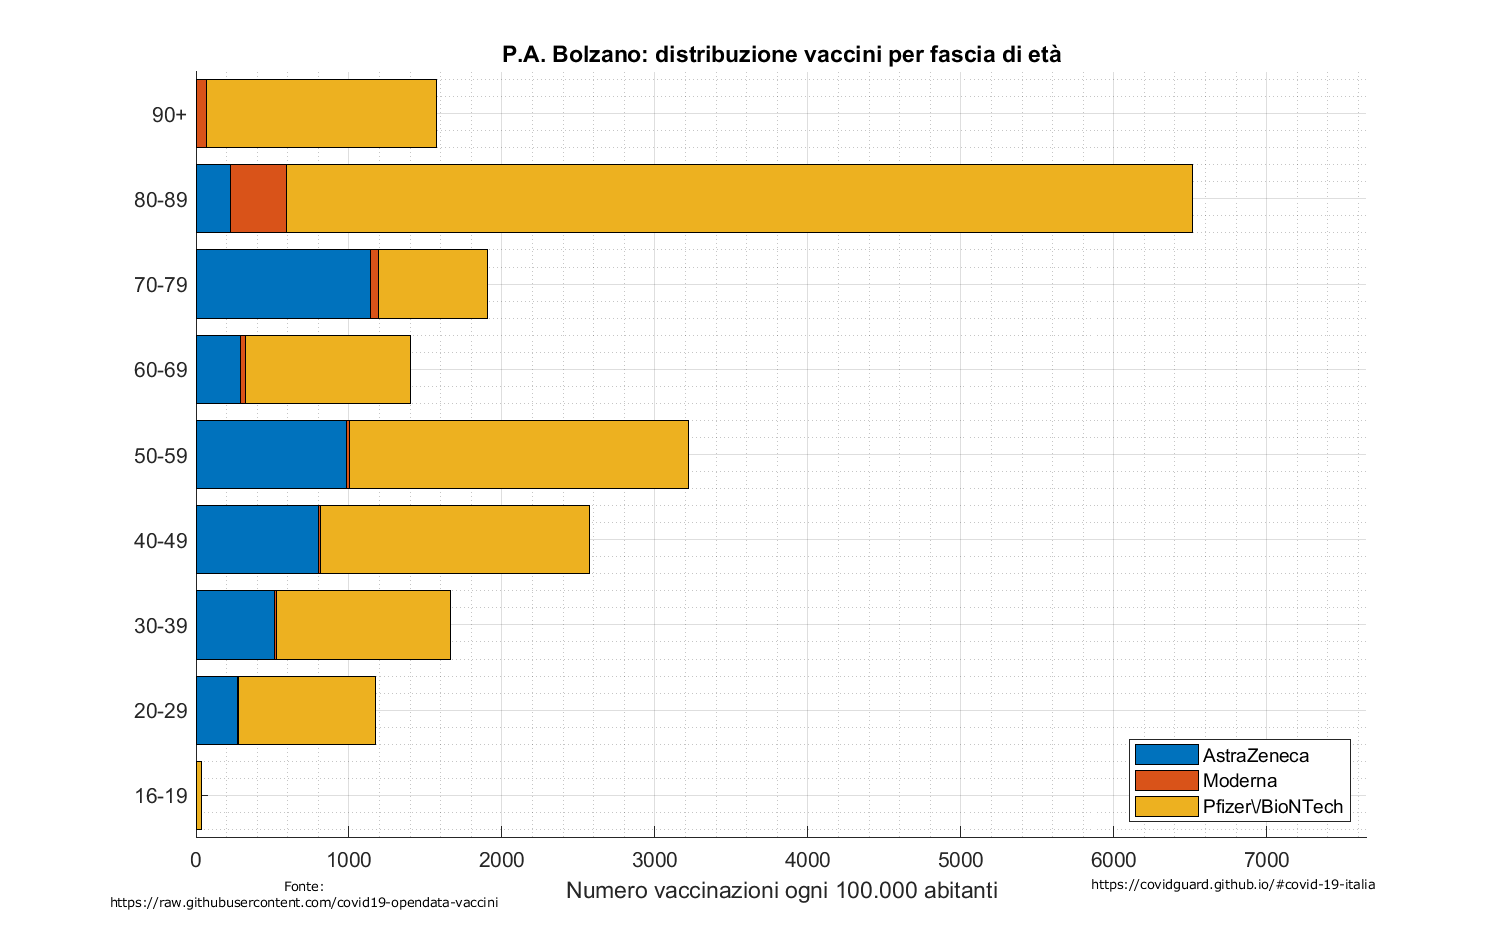 P.A. Bolzano: distribuzione vaccini per fascia di età
90+
80-89
70-79
60-69
50-59
40-49
30-39
20-29
16-19
AstraZeneca
Moderna
Pfizer\/BioNTech
0 1000 2000 3000 4000 5000 6000 7000
Numero vaccinazioni ogni 100.000 abitanti
Fonte:
https://raw.githubusercontent.com/covid19-opendata-vaccini
https://covidguard.github.io/#covid-19-italia